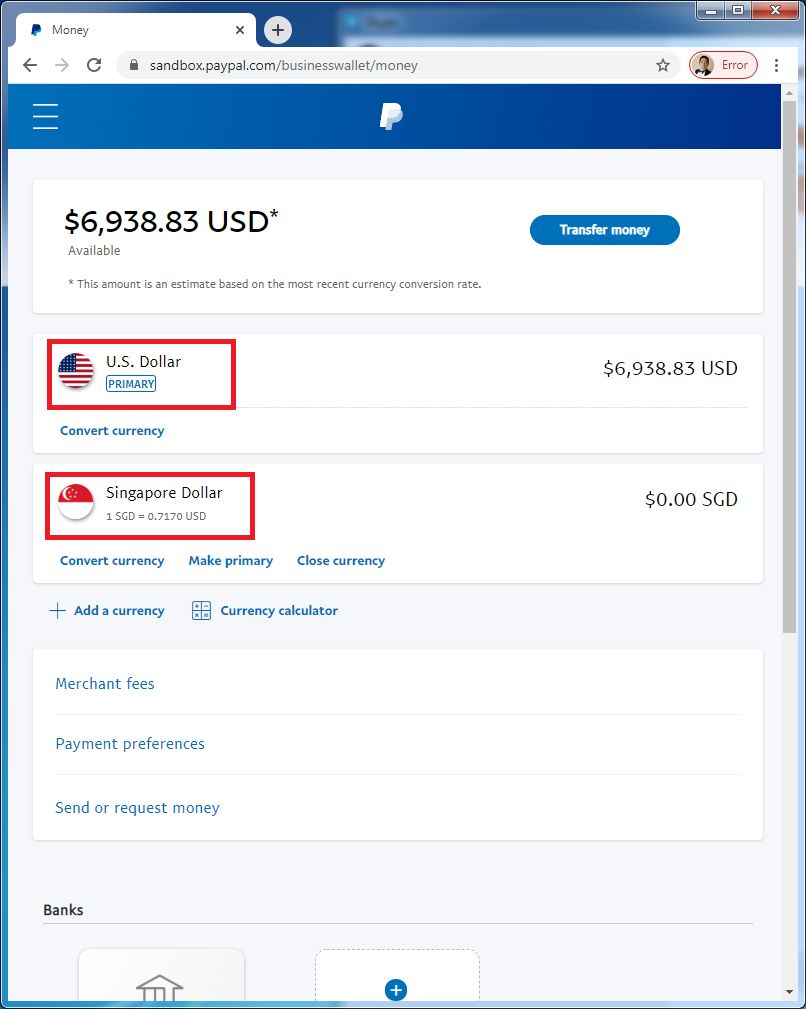 Money
sandbox.paypal.com/businesswallet/money
Error
$6,938.83 USD*
Available
Transfer money
* This amount is an estimate based on the most recent currency conversion rate.
U.S. Dollar
PRIMARY
$6,938.83 USD
Convert currency
Singapore Dollar
1 SGD = 0.7170 USD
$0.00 SGD
Convert currency Make primary Close currency
Add a currency Currency calculator
Merchant fees
Payment preferences
Send or request money
Banks